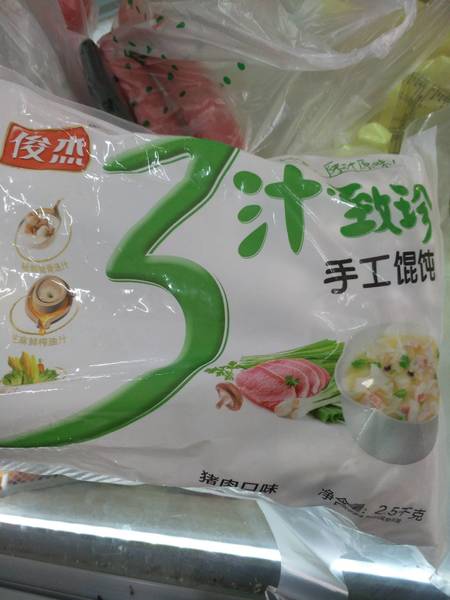 俊杰
3汁致珍
手工馄饨
猪肉口味
净含量:2.5千克